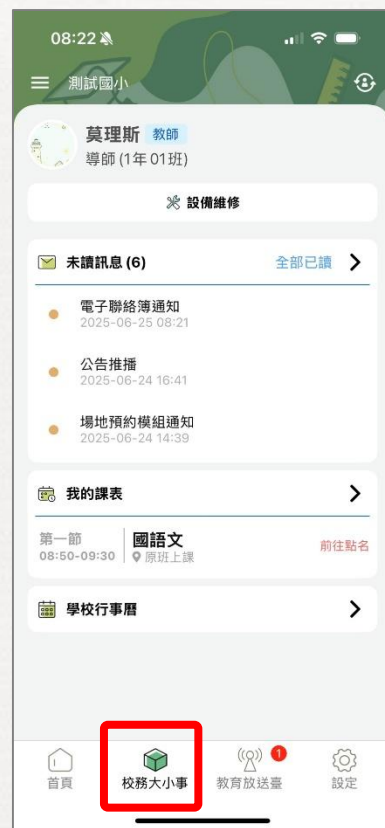 08:22
測試國小
莫理斯 教師
導師 (1年 01班)
設備維修
未讀訊息 (6) 全部已讀
電子聯絡簿通知
2025-06-25 08:21
公告推播
2025-06-24 16:41
場地預約模組通知
2025-06-24 14:39
我的課表
第一節 國語文
08:50-09:30 原班上課 前往點名
學校行事曆
1
首頁 校務大小事 教育放送臺 設定